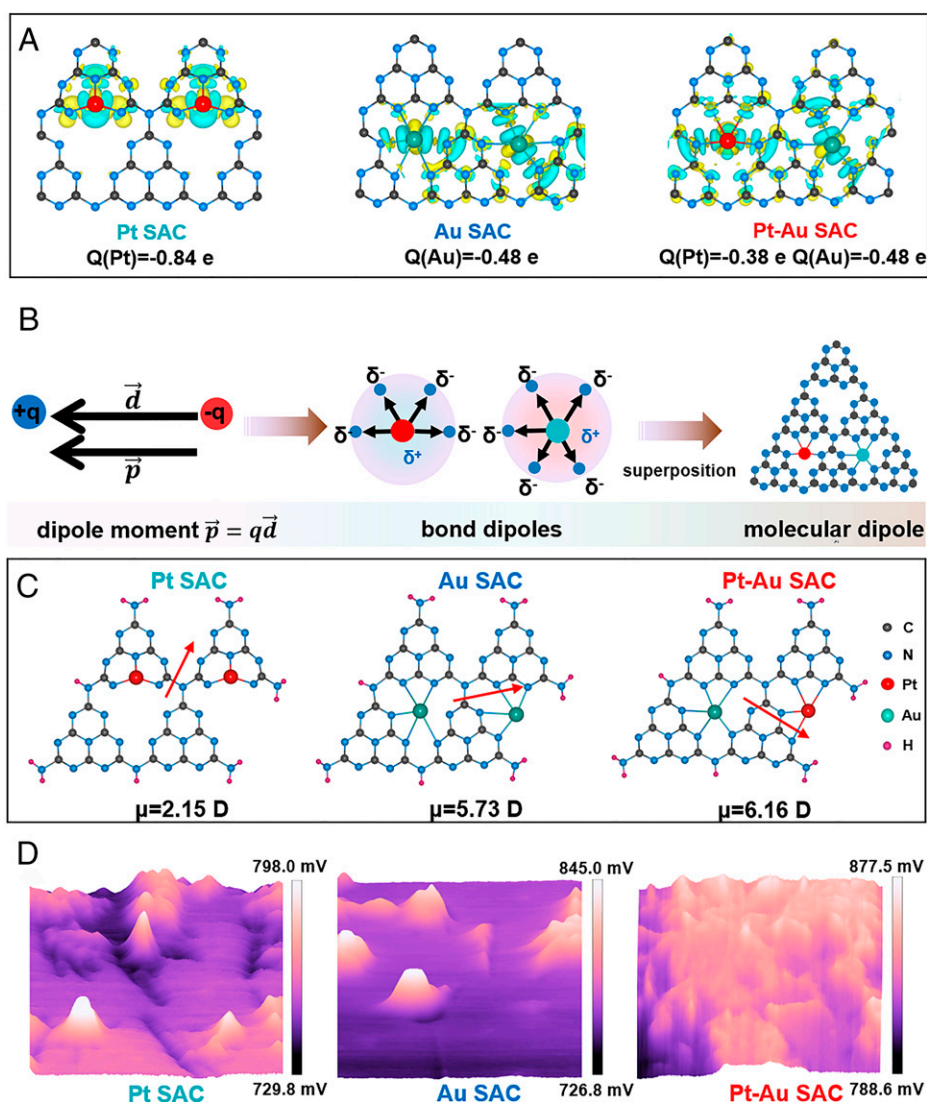 A
Pt SAC
Au SAC
Pt-Au SAC
Q(Pt)=-0.84 e
Q(Au)=-0.48 e
Q(Pt)=-0.38 e Q(Au)=-0.48 e
B
+q
d⃗
-q
p⃗
δ-
δ-
δ-
δ-
δ+
δ-
δ-
δ-
δ+
δ-
δ-
superposition
dipole moment p⃗ = qd⃗
bond dipoles
molecular dipole
C
Pt SAC
Au SAC
Pt-Au SAC
C
N
Pt
Au
H
μ=2.15 D
μ=5.73 D
μ=6.16 D
D
798.0 mV
845.0 mV
877.5 mV
729.8 mV
726.8 mV
788.6 mV
Pt SAC
Au SAC
Pt-Au SAC